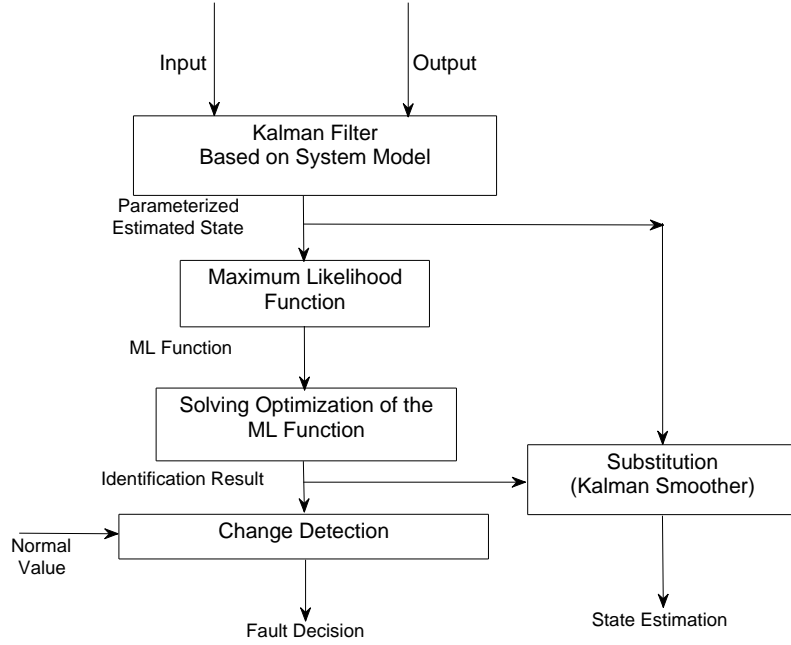 Input
Output
Kalman Filter
Based on System Model
Parameterized
Estimated State
Maximum Likelihood
Function
ML Function
Solving Optimization of the
ML Function
Identification Result
Substitution
(Kalman Smoother)
Change Detection
Normal
Value
Fault Decision
State Estimation